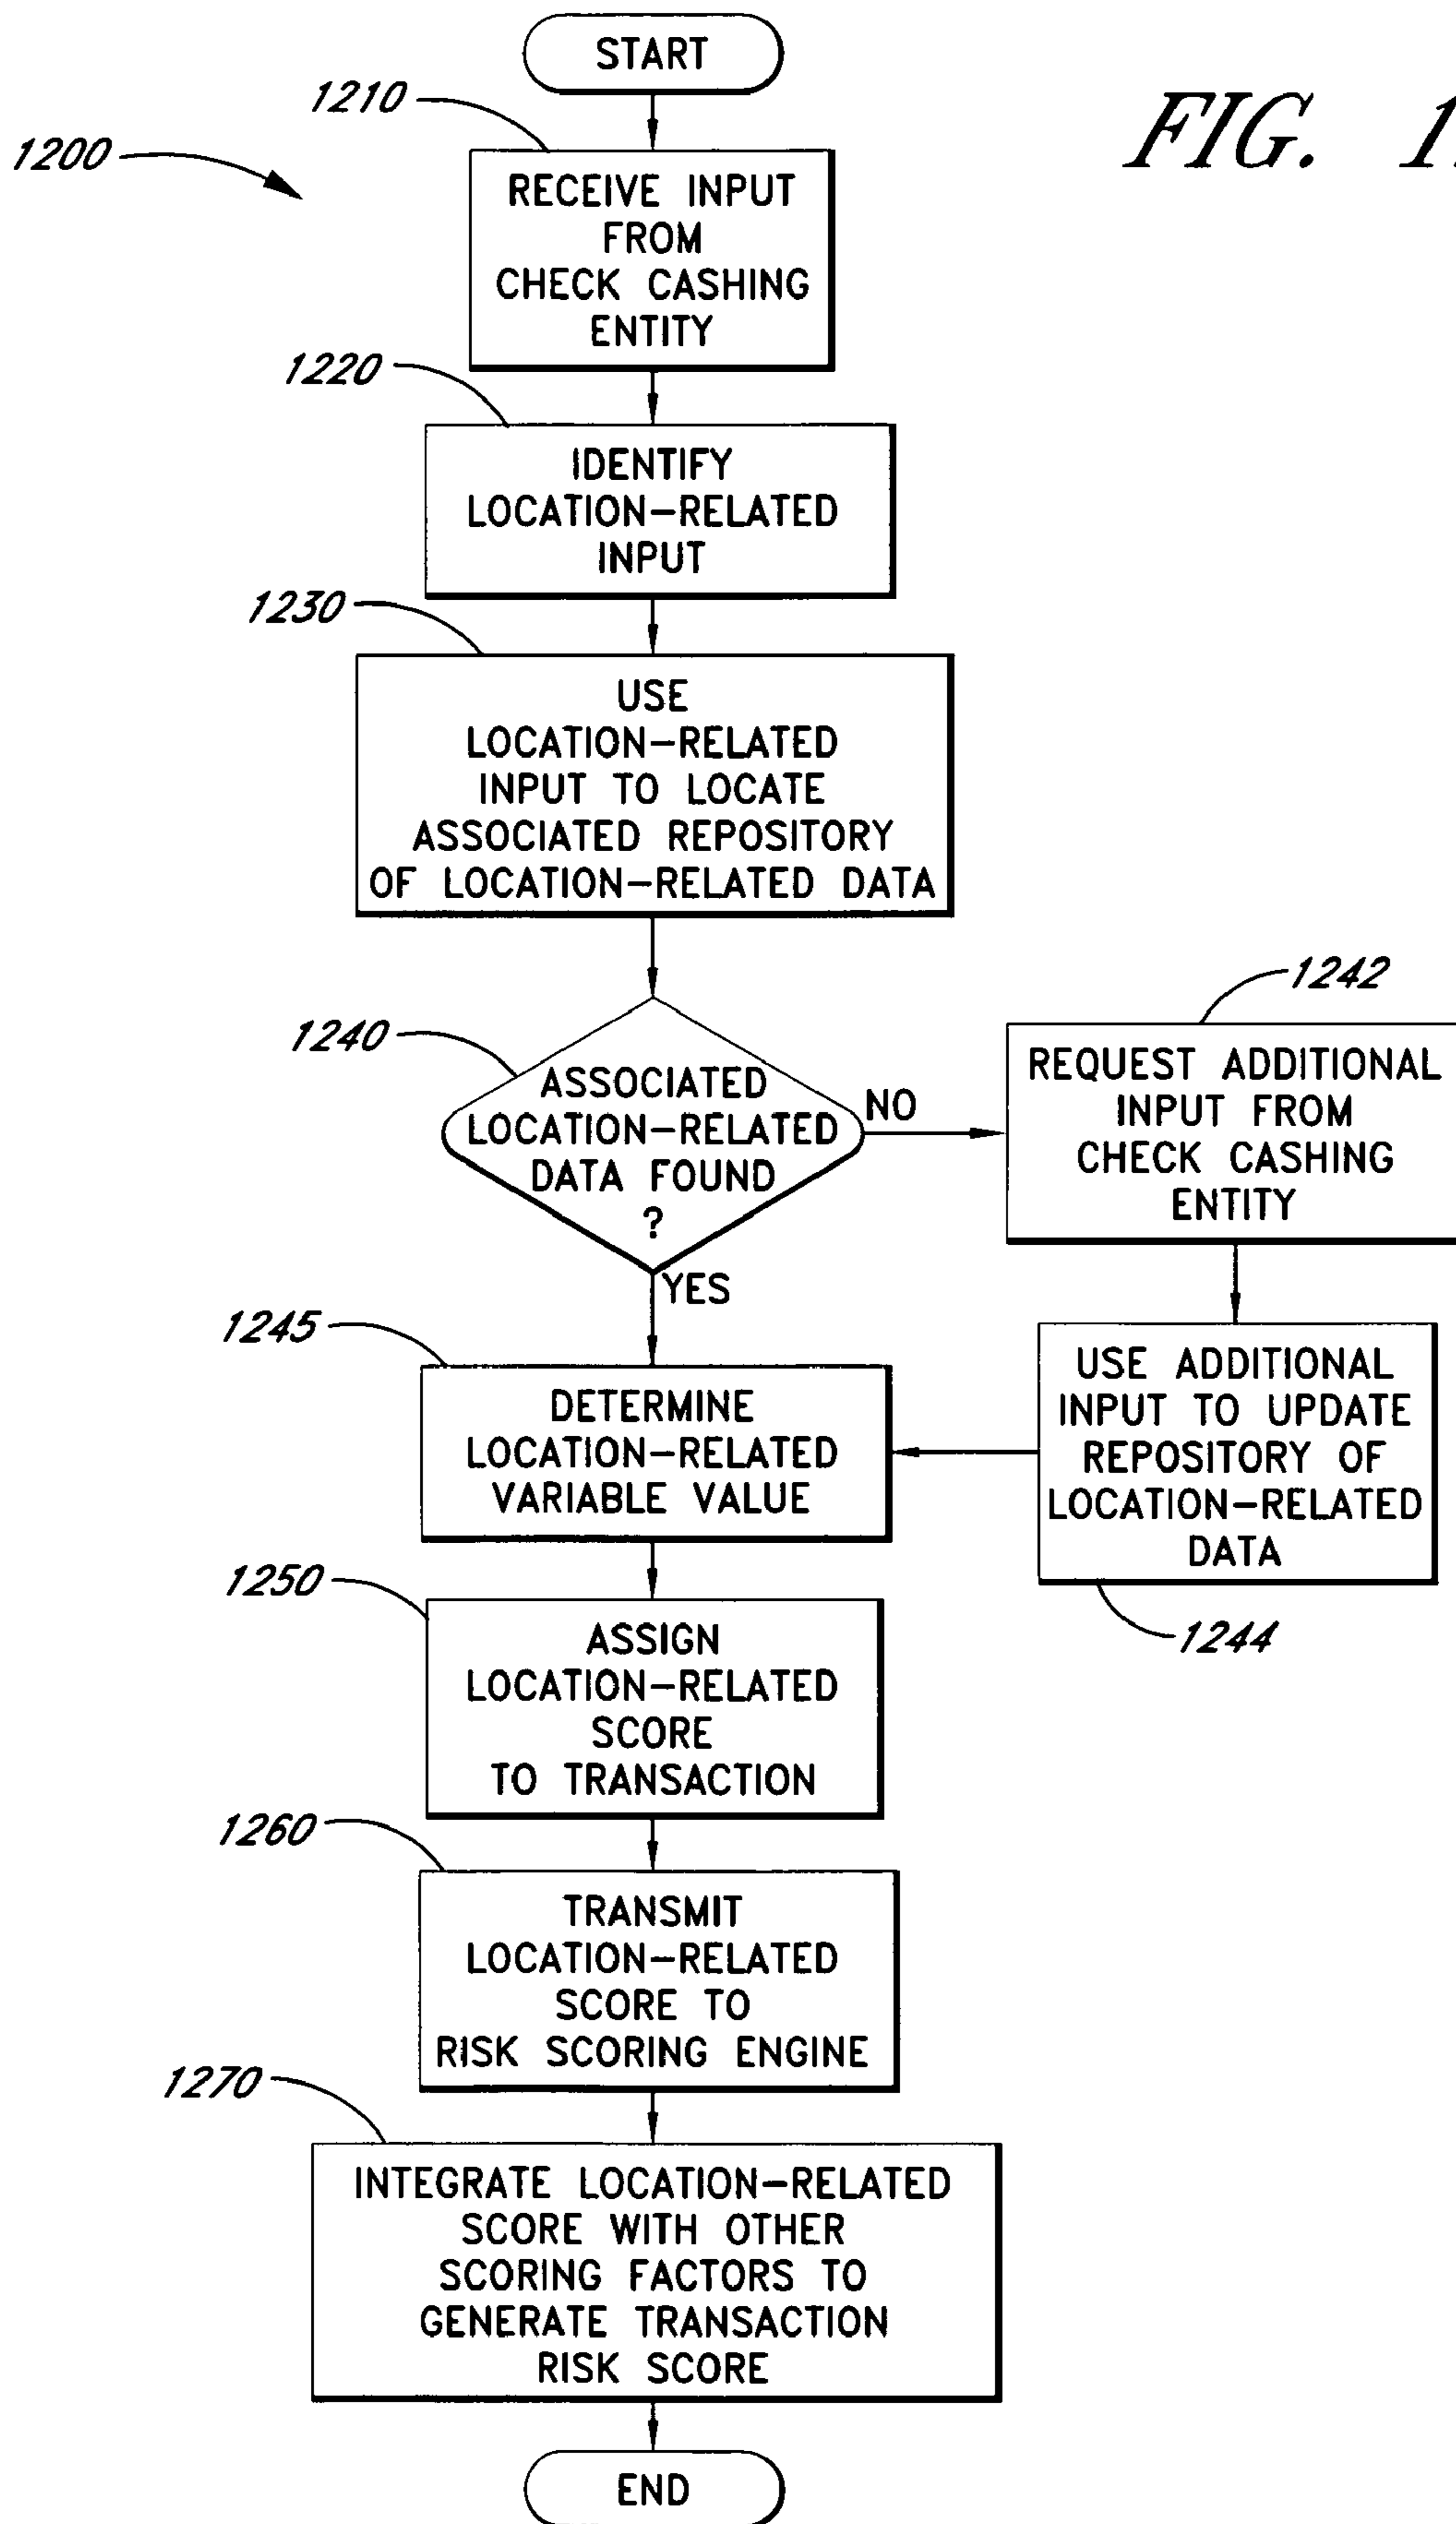 START
FIG. 1
1210
1200
RECEIVE INPUT
FROM
CHECK CASHING
ENTITY
1220
IDENTIFY
LOCATION-RELATED
INPUT
1230
USE
LOCATION-RELATED
INPUT TO LOCATE
ASSOCIATED REPOSITORY
OF LOCATION-RELATED DATA
1240
ASSOCIATED
LOCATION-RELATED
DATA FOUND
?
NO
1242
REQUEST ADDITIONAL
INPUT FROM
CHECK CASHING
ENTITY
YES
1245
DETERMINE
LOCATION-RELATED
VARIABLE VALUE
USE ADDITIONAL
INPUT TO UPDATE
REPOSITORY OF
LOCATION-RELATED
DATA
1244
1250
ASSIGN
LOCATION-RELATED
SCORE
TO TRANSACTION
1260
TRANSMIT
LOCATION-RELATED
SCORE TO
RISK SCORING ENGINE
1270
INTEGRATE LOCATION-RELATED
SCORE WITH OTHER
SCORING FACTORS TO
GENERATE TRANSACTION
RISK SCORE
END